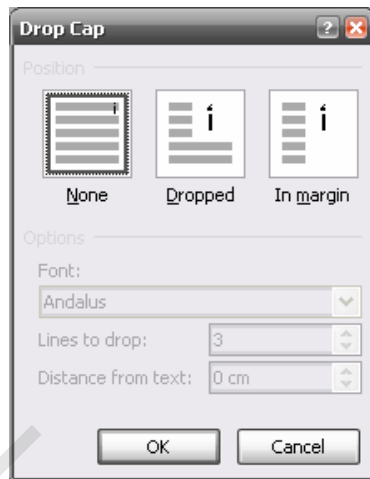 Drop Cap
Position
أ أ أ
None Dropped In margin
Options
Font:
Andalus
Lines to drop: 3
Distance from text: 0 cm
OK Cancel